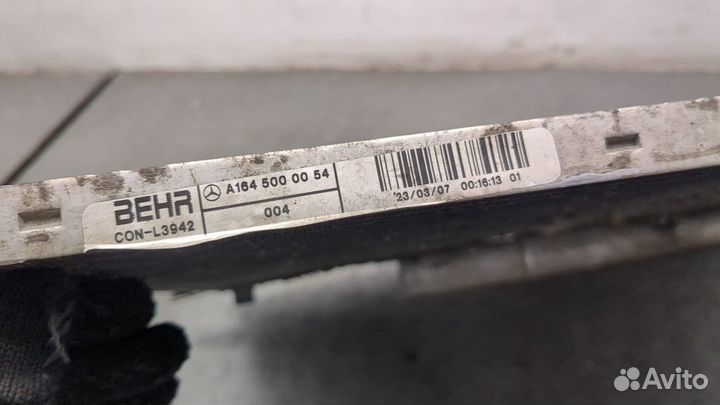 BEHR
CON-L3942
A164 500 00 54
004
23/03/07 00:16:13 01
Avito